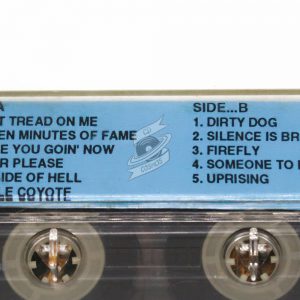 A
T TREAD ON ME
EN MINUTES OF FAME
E YOU GOIN' NOW
R PLEASE
SIDE OF HELL
LE COYOTE
SIDE...B
1. DIRTY DOG
2. SILENCE IS BR
3. FIREFLY
4. SOMEONE TO
5. UPRISING
CD